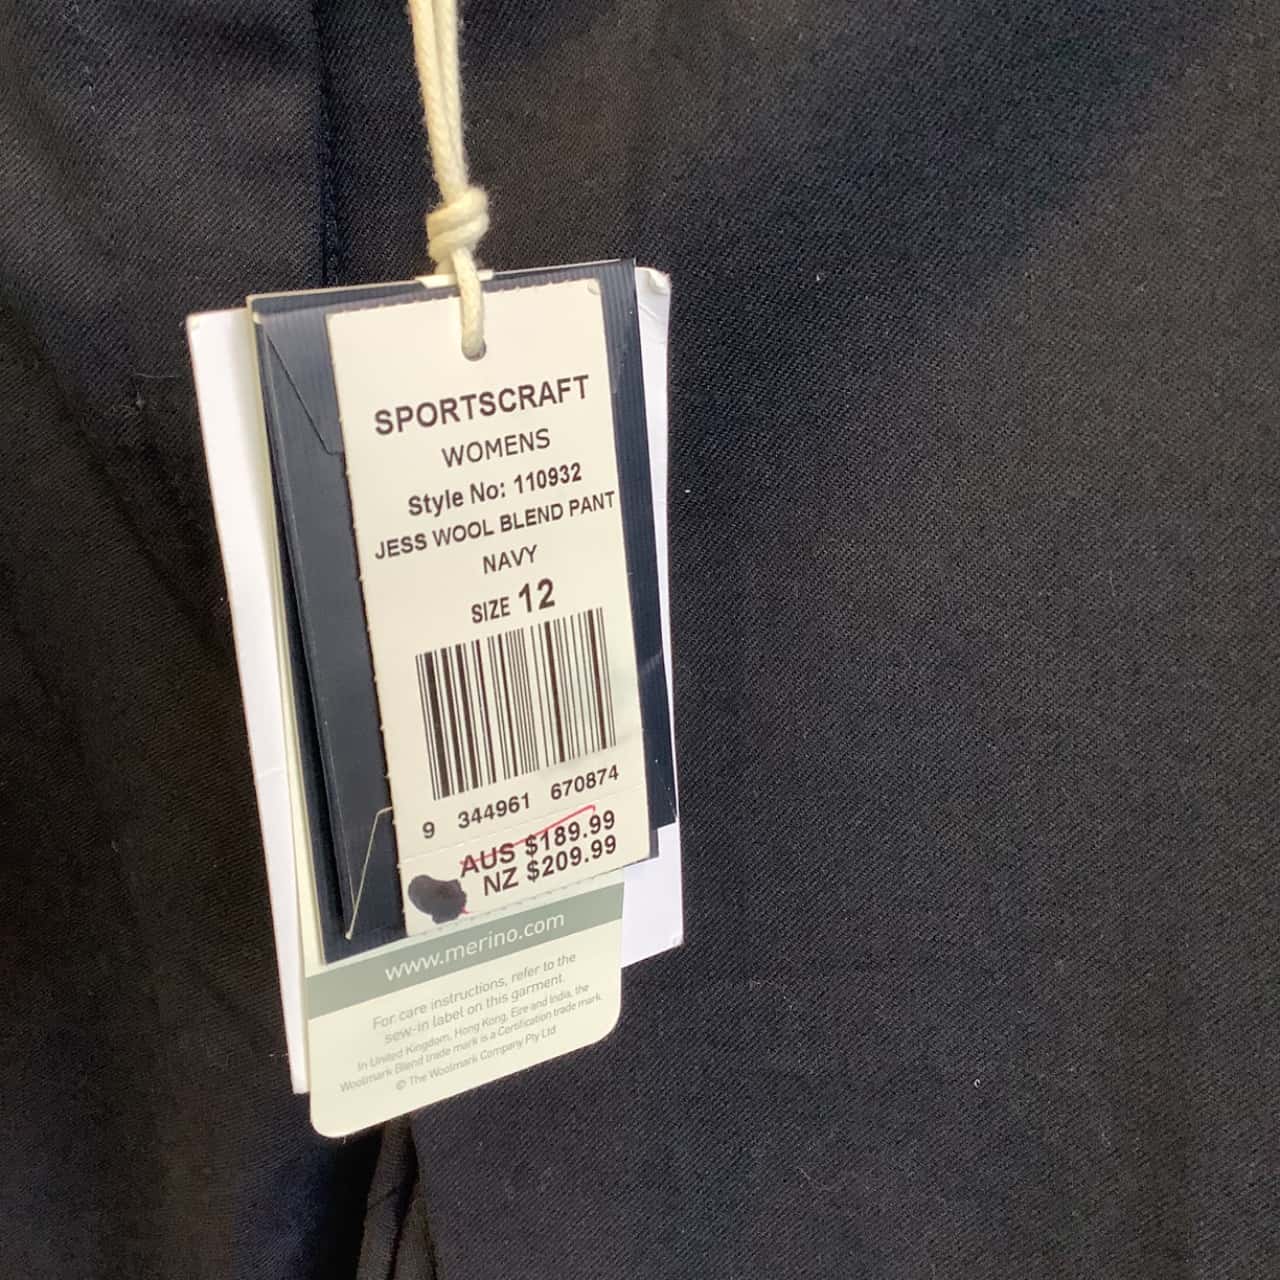 SPORTSCRAFT
WOMENS
Style No: 110932
JESS WOOL BLEND PANT
NAVY
SIZE 12
9 344961 670874
AUS $189.99
NZ $209.99
www.merino.com
For care instructions, refer to the
sew-in label on this garment.
In United Kingdom, Hong Kong, Eire and India, the
Woolmark Blend trade mark is a Certification trade mark.
© The Woolmark Company Pty Ltd